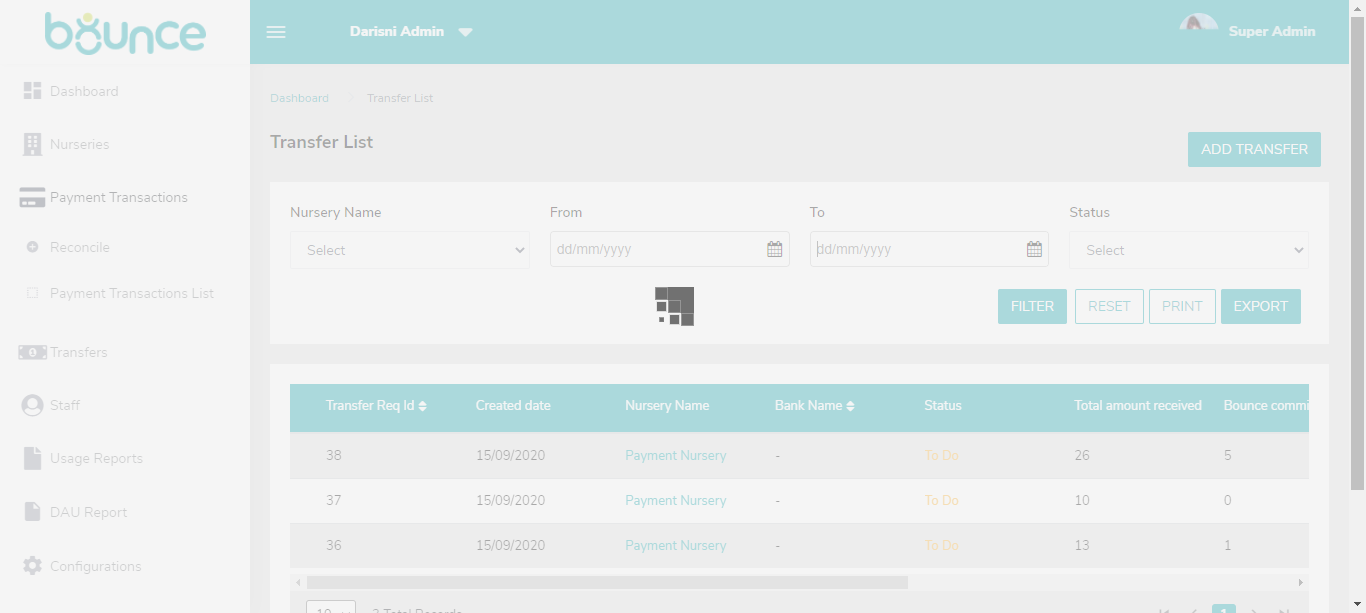 bounce
Darisni Admin
Super Admin
Dashboard
Nurseries
Payment Transactions
Reconcile
Payment Transactions List
Transfers
Staff
Usage Reports
DAU Report
Configurations
Dashboard Transfer List
Transfer List
ADD TRANSFER
Nursery Name From To Status
Select dd/mm/yyyy dd/mm/yyyy Select
FILTER RESET PRINT EXPORT
Transfer Req Id Created date Nursery Name Bank Name Status Total amount received Bounce commi
38 15/09/2020 Payment Nursery - To Do 26 5
37 15/09/2020 Payment Nursery - To Do 10 0
36 15/09/2020 Payment Nursery - To Do 13 1
10 3 Total Records 1